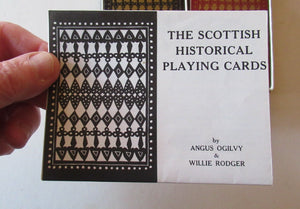 THE SCOTTISH
HISTORICAL
PLAYING CARDS
by
ANGUS OGILVY
&
WILLIE RODGER